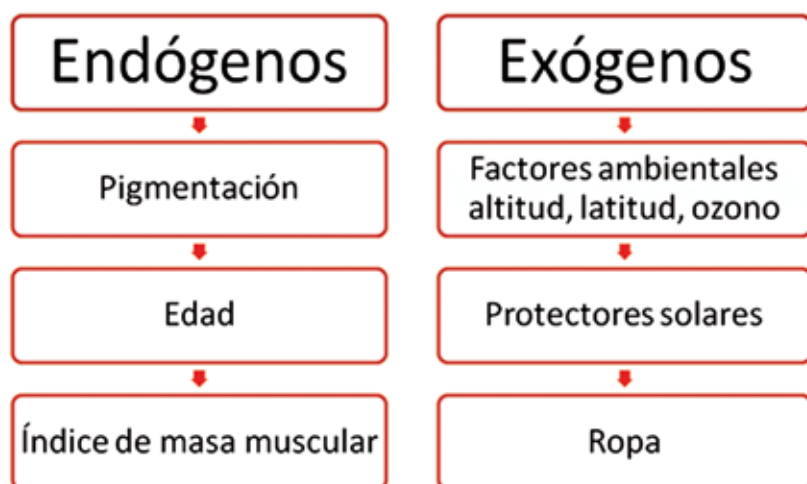 Endógenos
Pigmentación
Edad
Índice de masa muscular
Exógenos
Factores ambientales
altitud, latitud, ozono
Protectores solares
Ropa